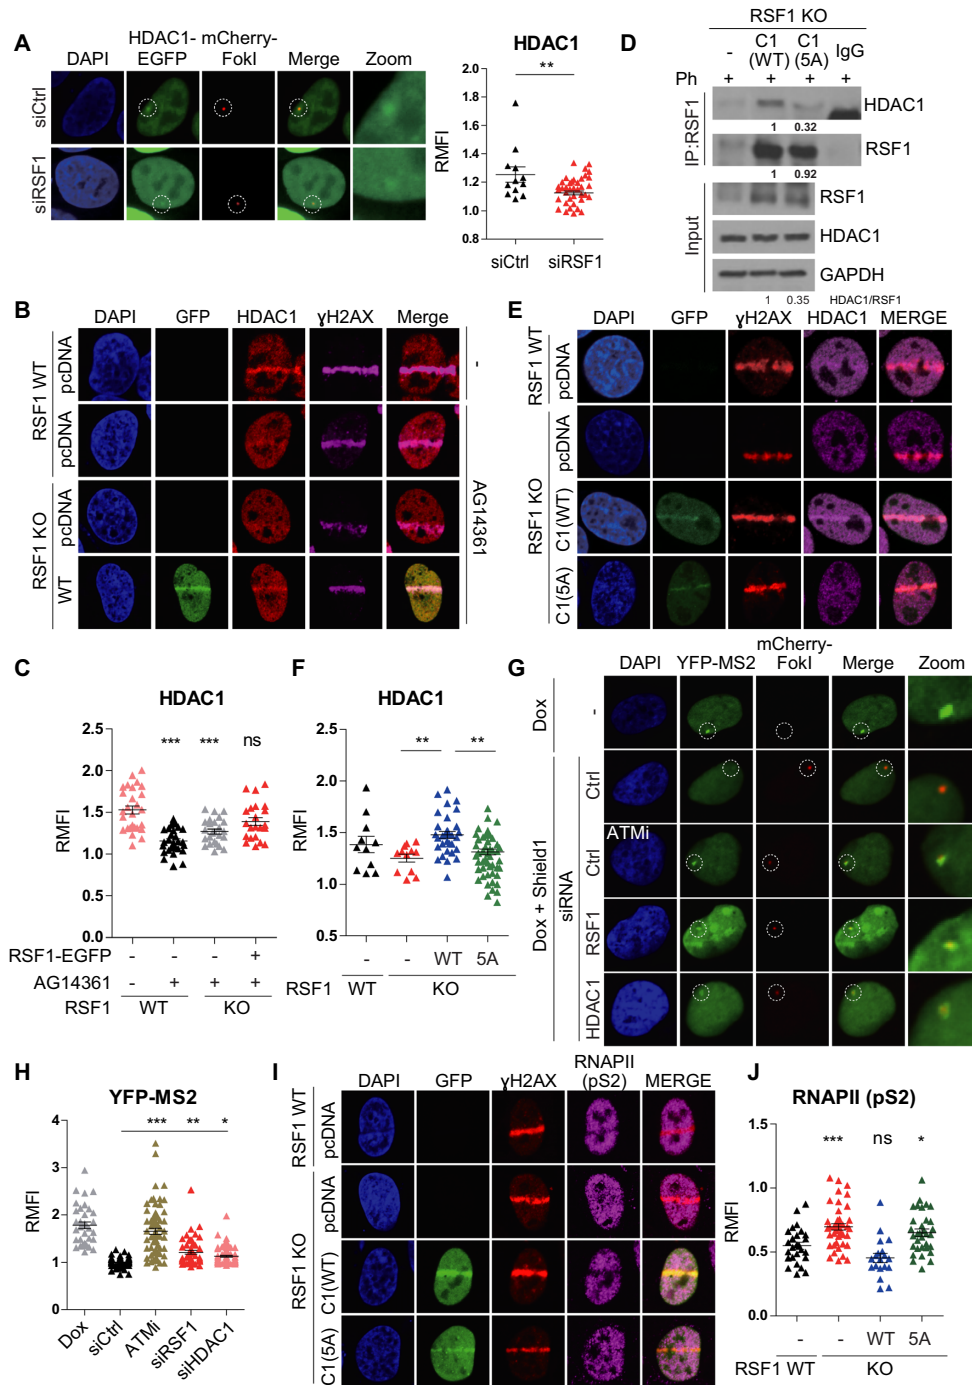 A
HDAC1- mCherry-
DAPI EGFP FokI Merge Zoom
siCtrl
siRSF1
HDAC1
**
RMFI
2.0
1.8
1.6
1.4
1.2
1.0
0.8
siCtrl siRSF1
D
RSF1 KO
- C1 (WT) C1 (5A) IgG
Ph + + + +
IP:RSF1
HDAC1
1 0.32
RSF1
1 0.92
Input
RSF1
HDAC1
GAPDH
1 0.35 HDAC1/RSF1
B
DAPI GFP HDAC1 ɣH2AX Merge
RSF1 WT
pcDNA
-
pcDNA
RSF1 KO
pcDNA
WT
AG14361
E
DAPI GFP ɣH2AX HDAC1 MERGE
RSF1 WT
pcDNA
RSF1 KO
pcDNA
C1(WT)
C1(5A)
C
HDAC1
*** *** ns
RMFI
2.5
2.0
1.5
1.0
0.5
0.0
RSF1-EGFP - - - +
AG14361 - + + +
RSF1 WT KO
F
HDAC1
** **
RMFI
2.5
2.0
1.5
1.0
0.5
- - WT 5A
RSF1 WT KO
G
mCherry-
DAPI YFP-MS2 FokI Merge Zoom
Dox
-
Dox + Shield1
siRNA
Ctrl
ATMi
Ctrl
RSF1
HDAC1
H
YFP-MS2
*** ** *
RMFI
4
3
2
1
0
Dox siCtrl ATMi siRSF1 siHDAC1
I
RNAPII
DAPI GFP ɣH2AX (pS2) MERGE
RSF1 WT
pcDNA
RSF1 KO
pcDNA
C1(WT)
C1(5A)
J
RNAPII (pS2)
*** ns *
RMFI
1.5
1.0
0.5
0.0
- - WT 5A
RSF1 WT KO